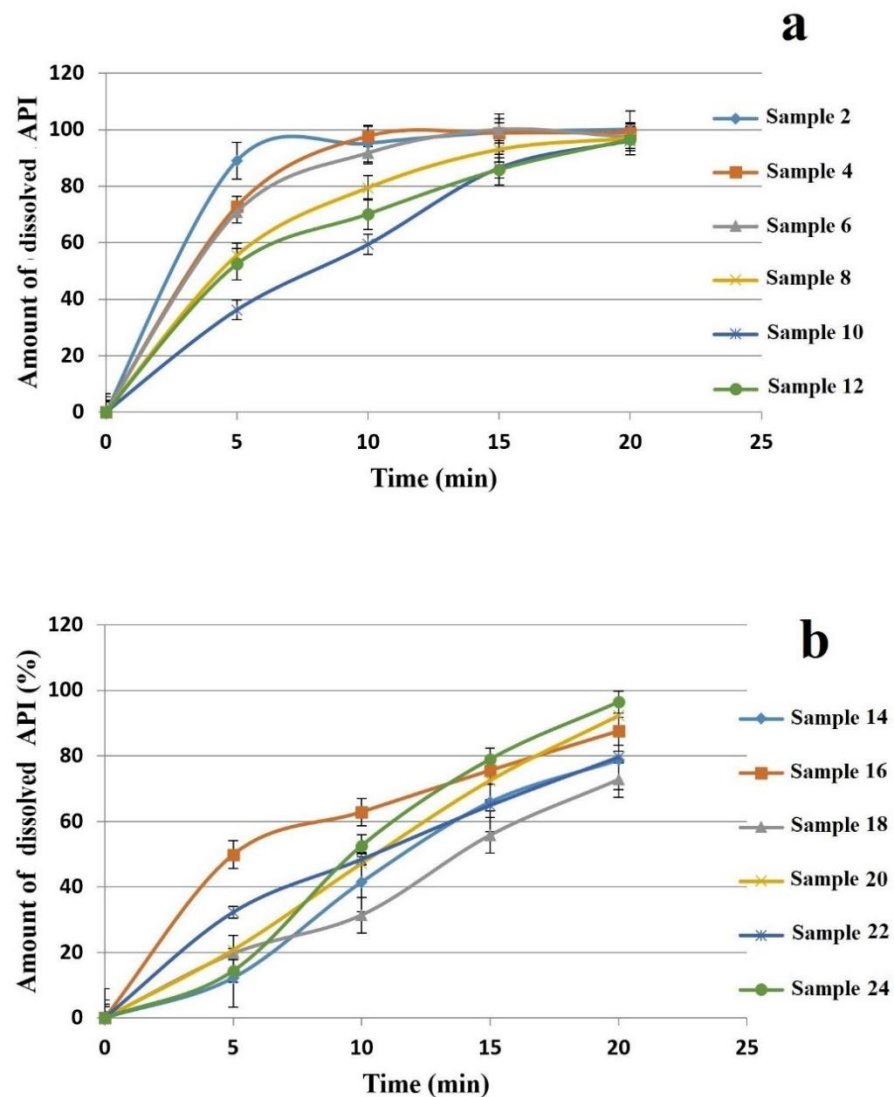 a
120
100
80
60
40
20
0
0 5 10 15 20 25
Amount of dissolved API
Time (min)
Sample 2
Sample 4
Sample 6
Sample 8
Sample 10
Sample 12
b
120
100
80
60
40
20
0
0 5 10 15 20 25
Amount of dissolved API (%)
Time (min)
Sample 14
Sample 16
Sample 18
Sample 20
Sample 22
Sample 24